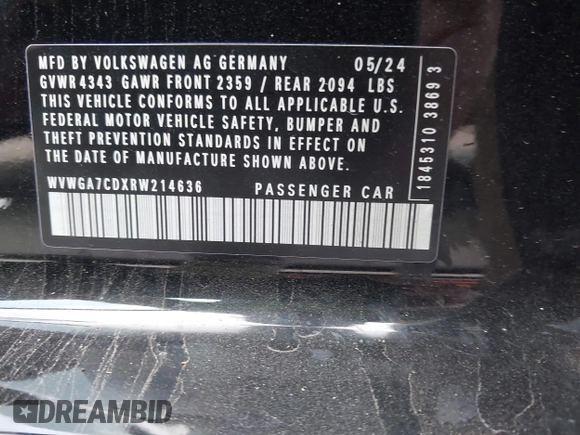 MFD BY VOLKSWAGEN AG GERMANY 05/24
GVWR 4343 GAWR FRONT 2359 / REAR 2094 LBS
THIS VEHICLE CONFORMS TO ALL APPLICABLE U.S.
FEDERAL MOTOR VEHICLE SAFETY, BUMPER AND
THEFT PREVENTION STANDARDS IN EFFECT ON
THE DATE OF MANUFACTURE SHOWN ABOVE.
WVWGA7CDXRW214636 PASSENGER CAR
1845310 3869 3
DREAMBID